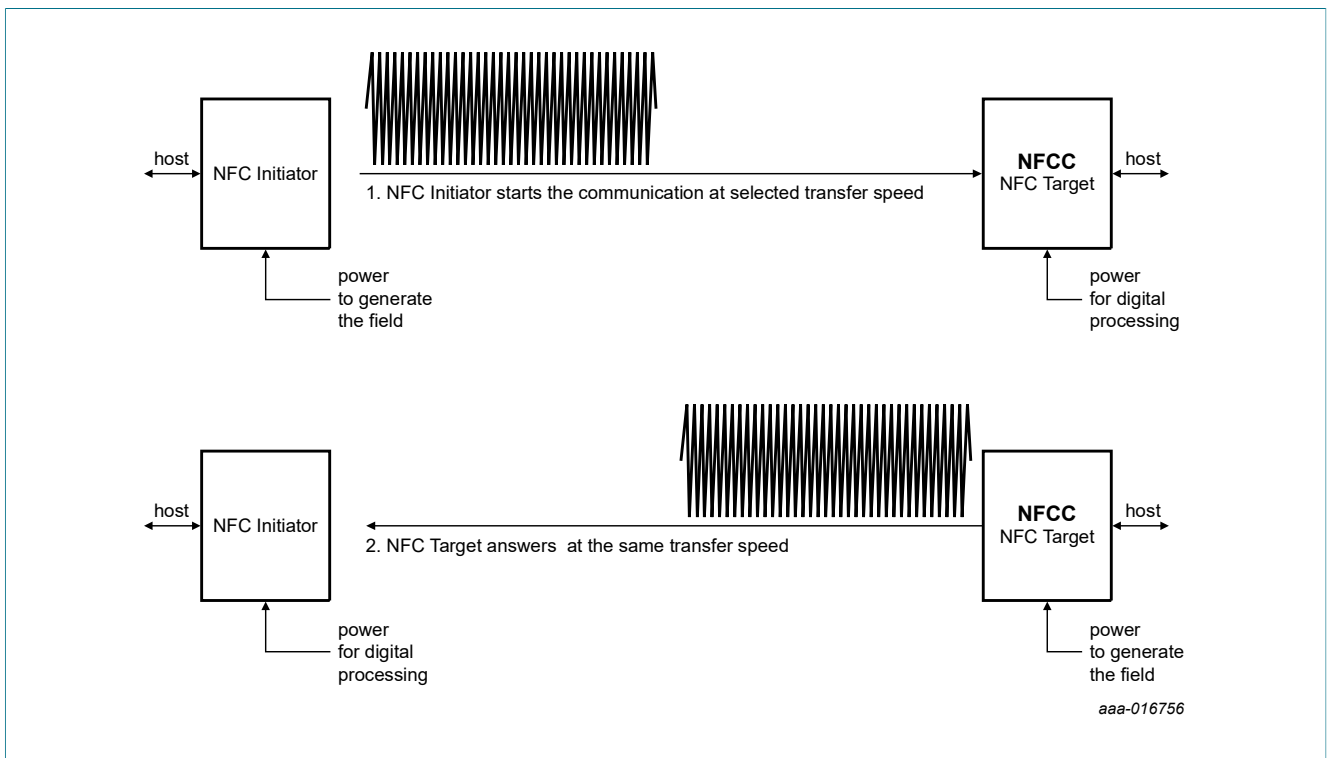 host
NFC Initiator
1. NFC Initiator starts the communication at selected transfer speed
NFCC
NFC Target
host
power
to generate
the field
power
for digital
processing
host
NFC Initiator
2. NFC Target answers  at the same transfer speed
NFCC
NFC Target
host
power
for digital
processing
power
to generate
the field
aaa-016756